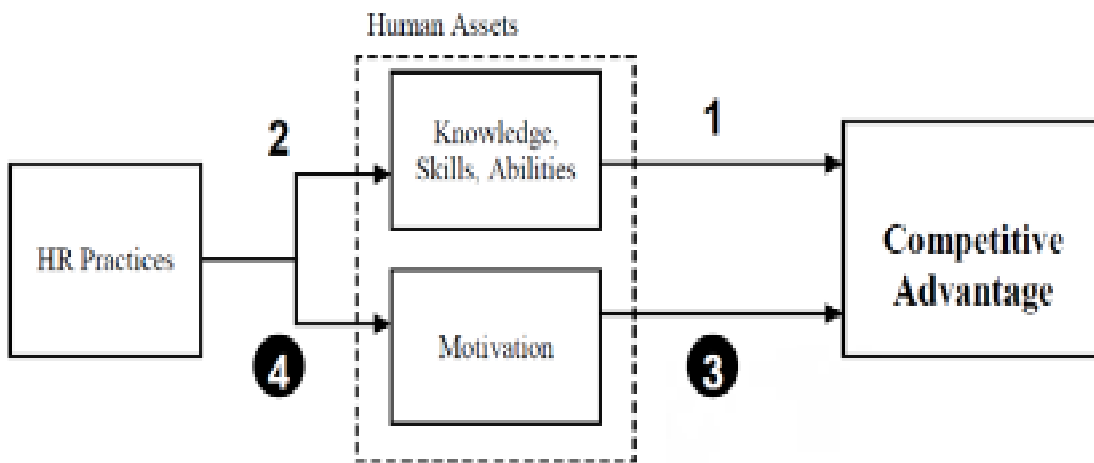 Human Assets
2
Knowledge,
Skills, Abilities
1
HR Practices
Competitive
Advantage
4
Motivation
3